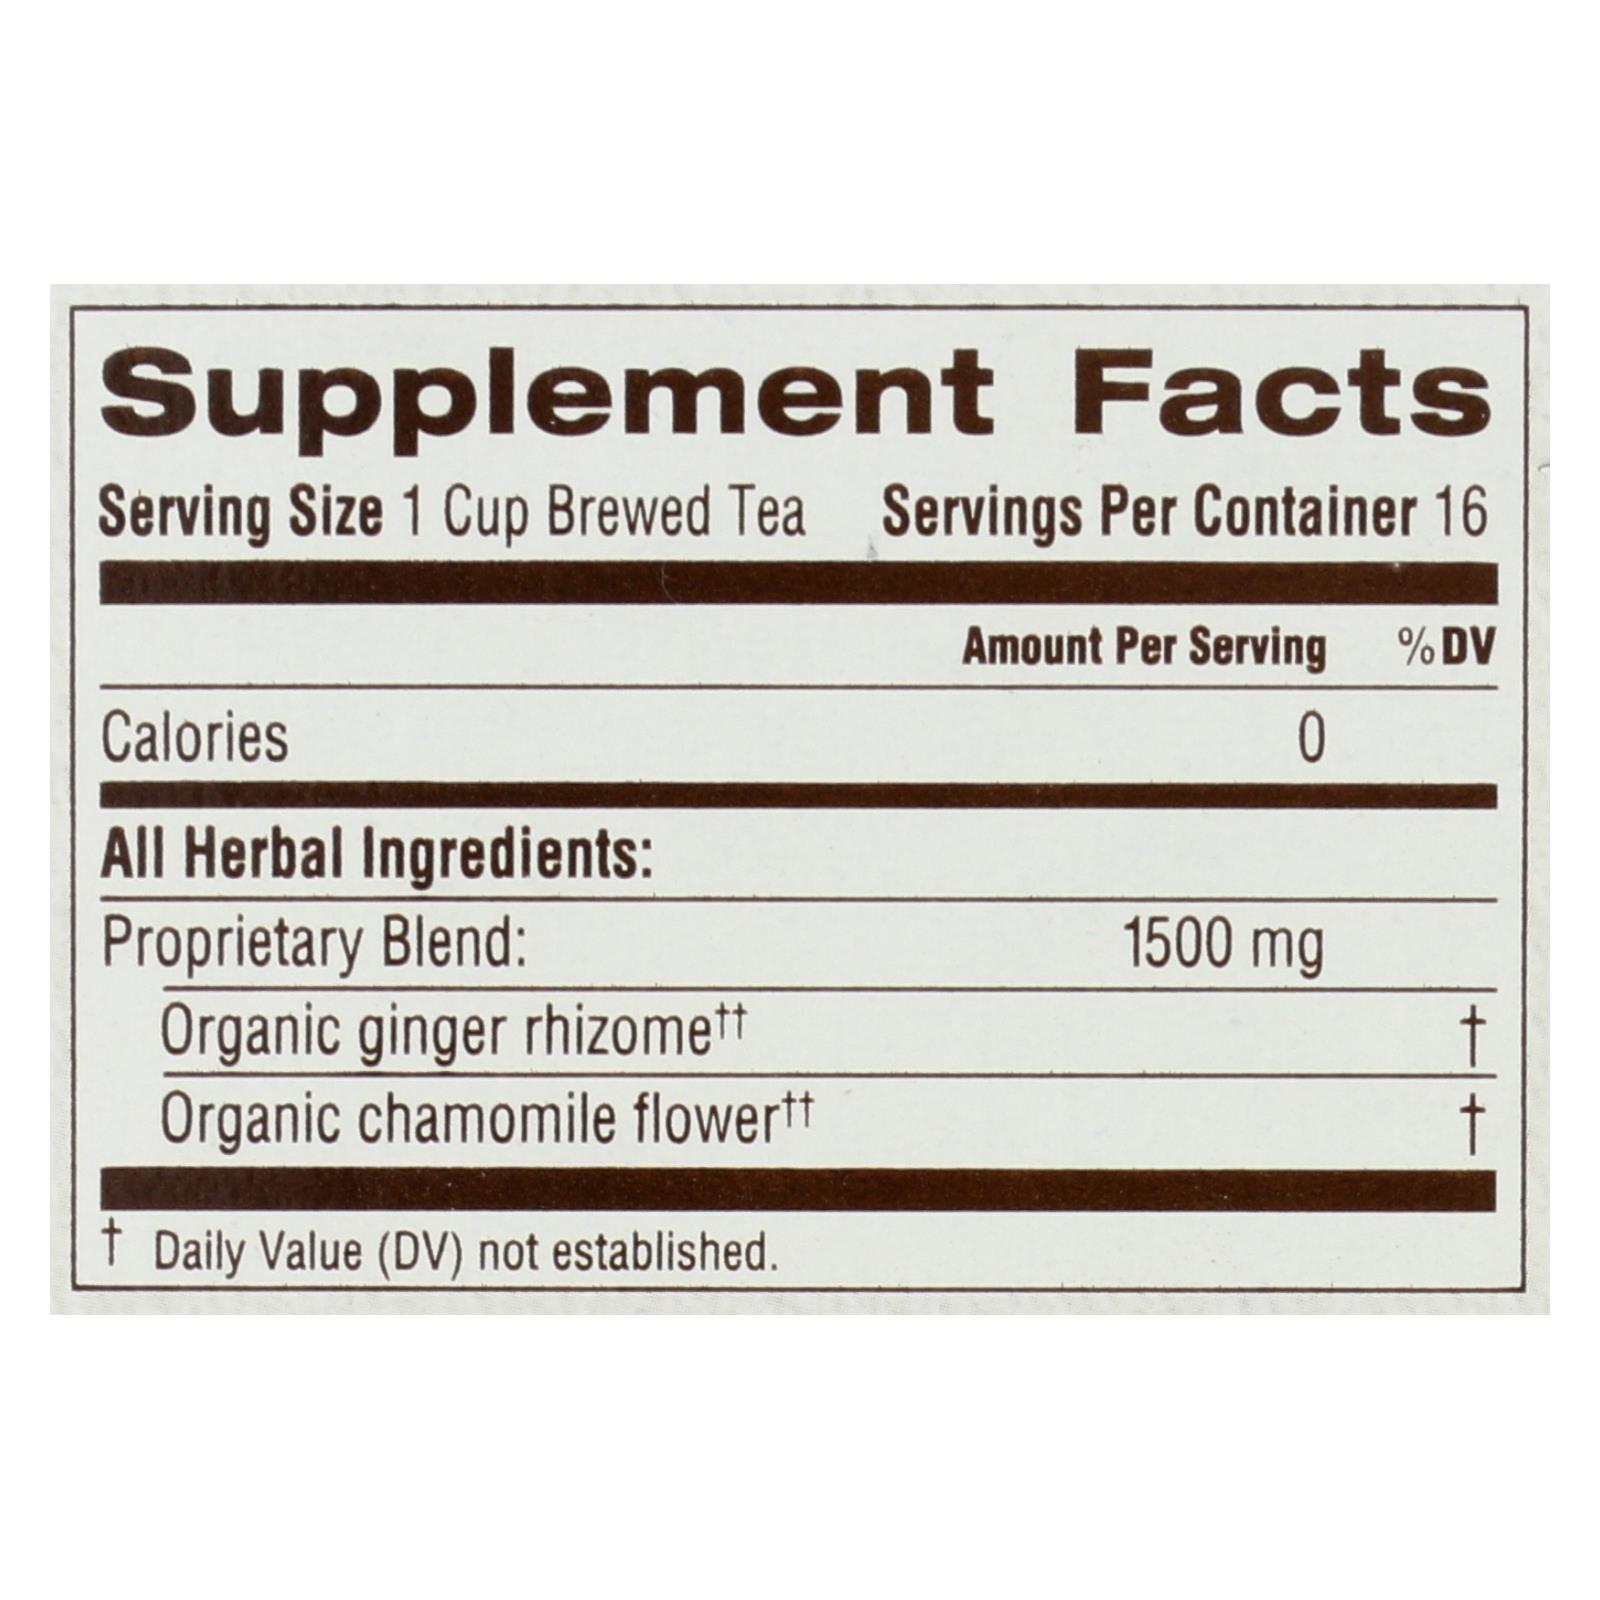 Supplement Facts
Serving Size 1 Cup Brewed Tea Servings Per Container 16
Amount Per Serving %DV
Calories 0
All Herbal Ingredients:
Proprietary Blend: 1500 mg
Organic ginger rhizome†† †
Organic chamomile flower†† †
† Daily Value (DV) not established.